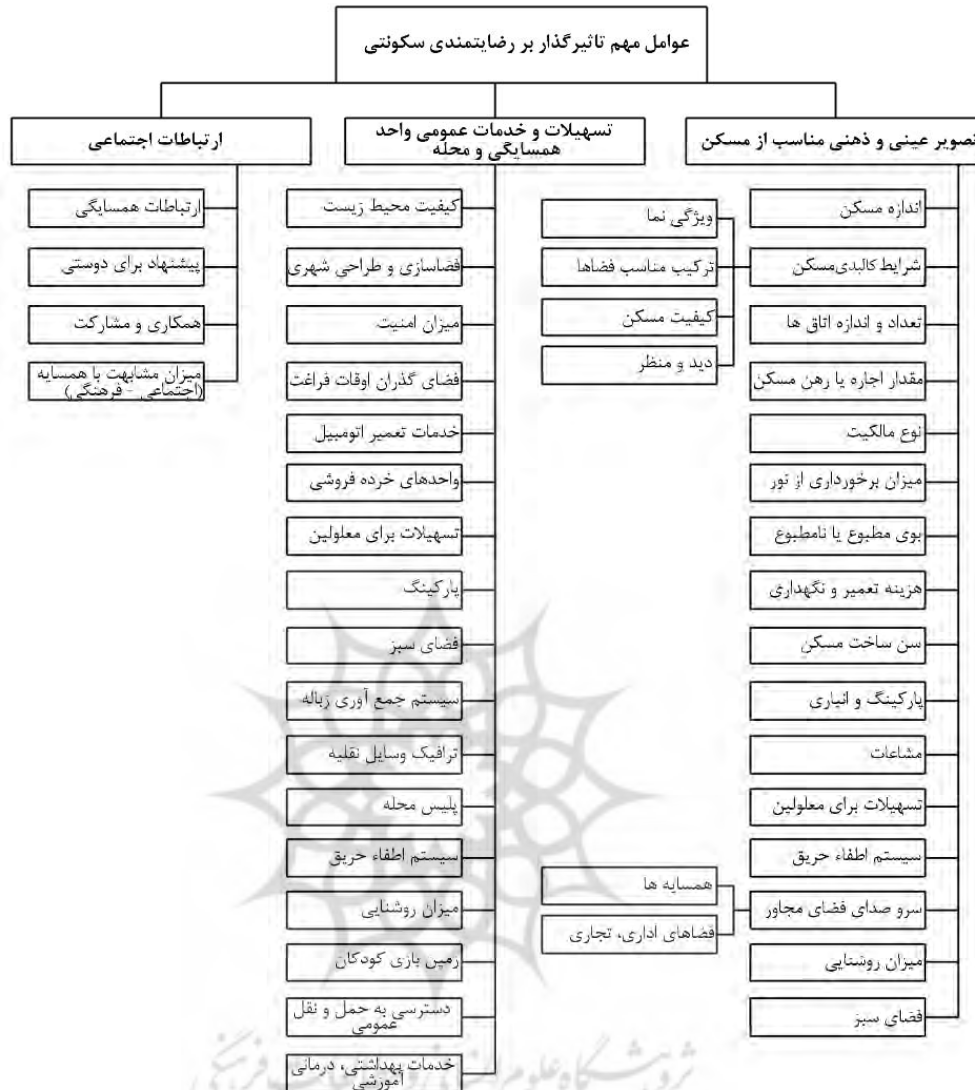 عوامل مهم تاثیرگذار بر رضایتمندی سکونتی
تصویر عینی و ذهنی مناسب از مسکن
اندازه مسکن
شرایط کالبدی مسکن
ویژگی نما
ترکیب مناسب فضاها
کیفیت مسکن
دید و منظر
تعداد و اندازه اتاق ها
مقدار اجاره یا رهن مسکن
نوع مالکیت
میزان برخورداری از نور
بوی مطبوع یا نامطبوع
هزینه تعمیر و نگهداری
سن ساخت مسکن
پارکینگ و انباری
مشاعات
تسهیلات برای معلولین
سیستم اطفاء حریق
سرو صدای فضای مجاور
همسایه ها
فضاهای اداری، تجاری
میزان روشنایی
فضای سبز
تسهیلات و خدمات عمومی واحد
همسایگی و محله
کیفیت محیط زیست
فضاسازی و طراحی شهری
میزان امنیت
فضای گذران اوقات فراغت
خدمات تعمیر اتومبیل
واحدهای خرده فروشی
تسهیلات برای معلولین
پارکینگ
فضای سبز
سیستم جمع آوری زباله
ترافیک وسایل نقلیه
پلیس محله
سیستم اطفاء حریق
میزان روشنایی
زمین بازی کودکان
دسترسی به حمل و نقل
عمومی
خدمات بهداشتی، درمانی
آموزشی
ارتباطات اجتماعی
ارتباطات همسایگی
پیشنهاد برای دوستی
همکاری و مشارکت
میزان مشابهت با همسایه
(اجتماعی - فرهنگی)